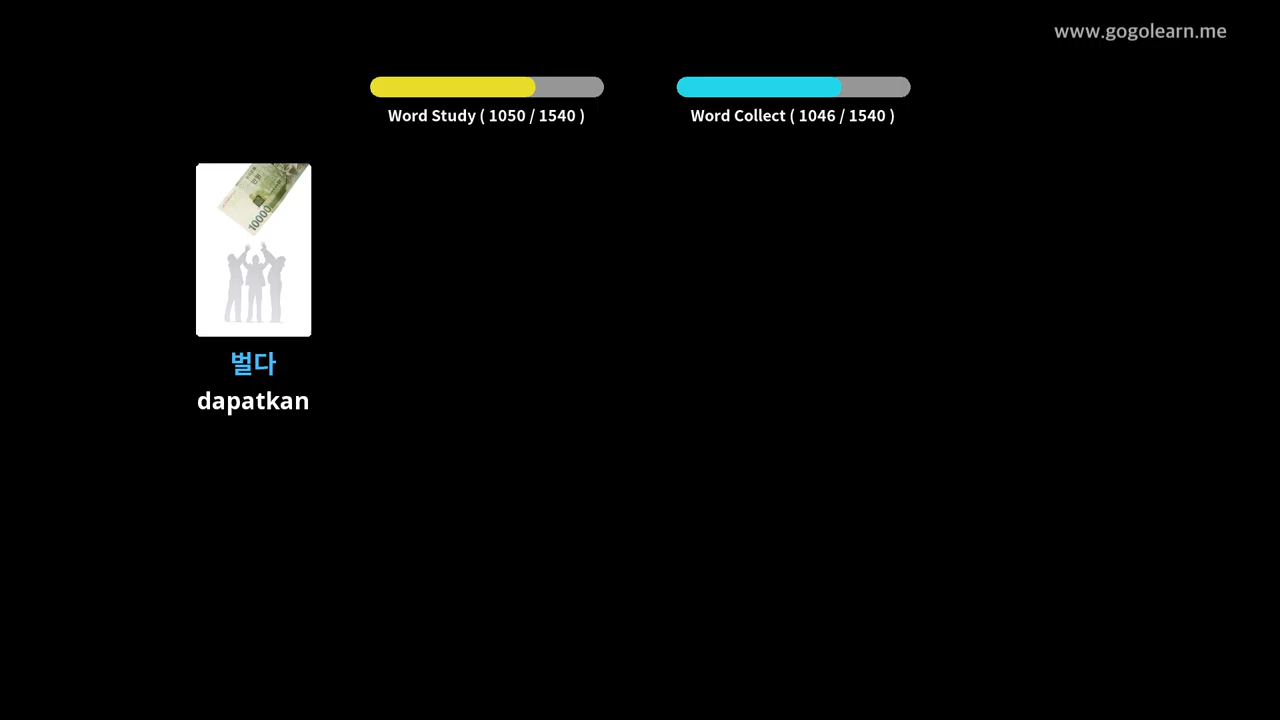 www.gogolearn.me
Word Study ( 1050 / 1540 )
Word Collect ( 1046 / 1540 )
10000
벌다
dapatkan